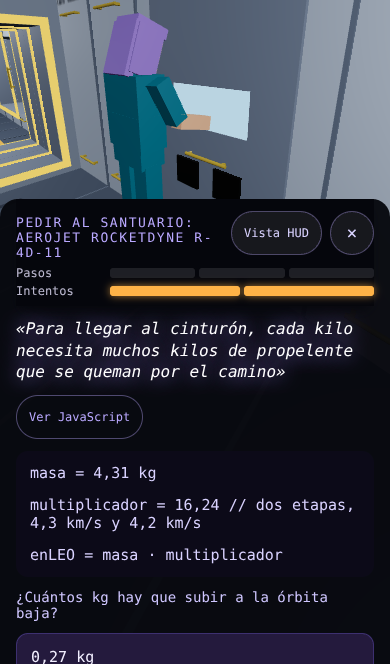 PEDIR AL SANTUARIO:
AEROJET ROCKETDYNE R-
4D-11
Vista HUD
×
Pasos
Intentos
«Para llegar al cinturón, cada kilo
necesita muchos kilos de propelente
que se queman por el camino»
Ver JavaScript
masa = 4,31 kg
multiplicador = 16,24 // dos etapas,
4,3 km/s y 4,2 km/s
enLEO = masa · multiplicador
¿Cuántos kg hay que subir a la órbita
baja?
0,27 kg